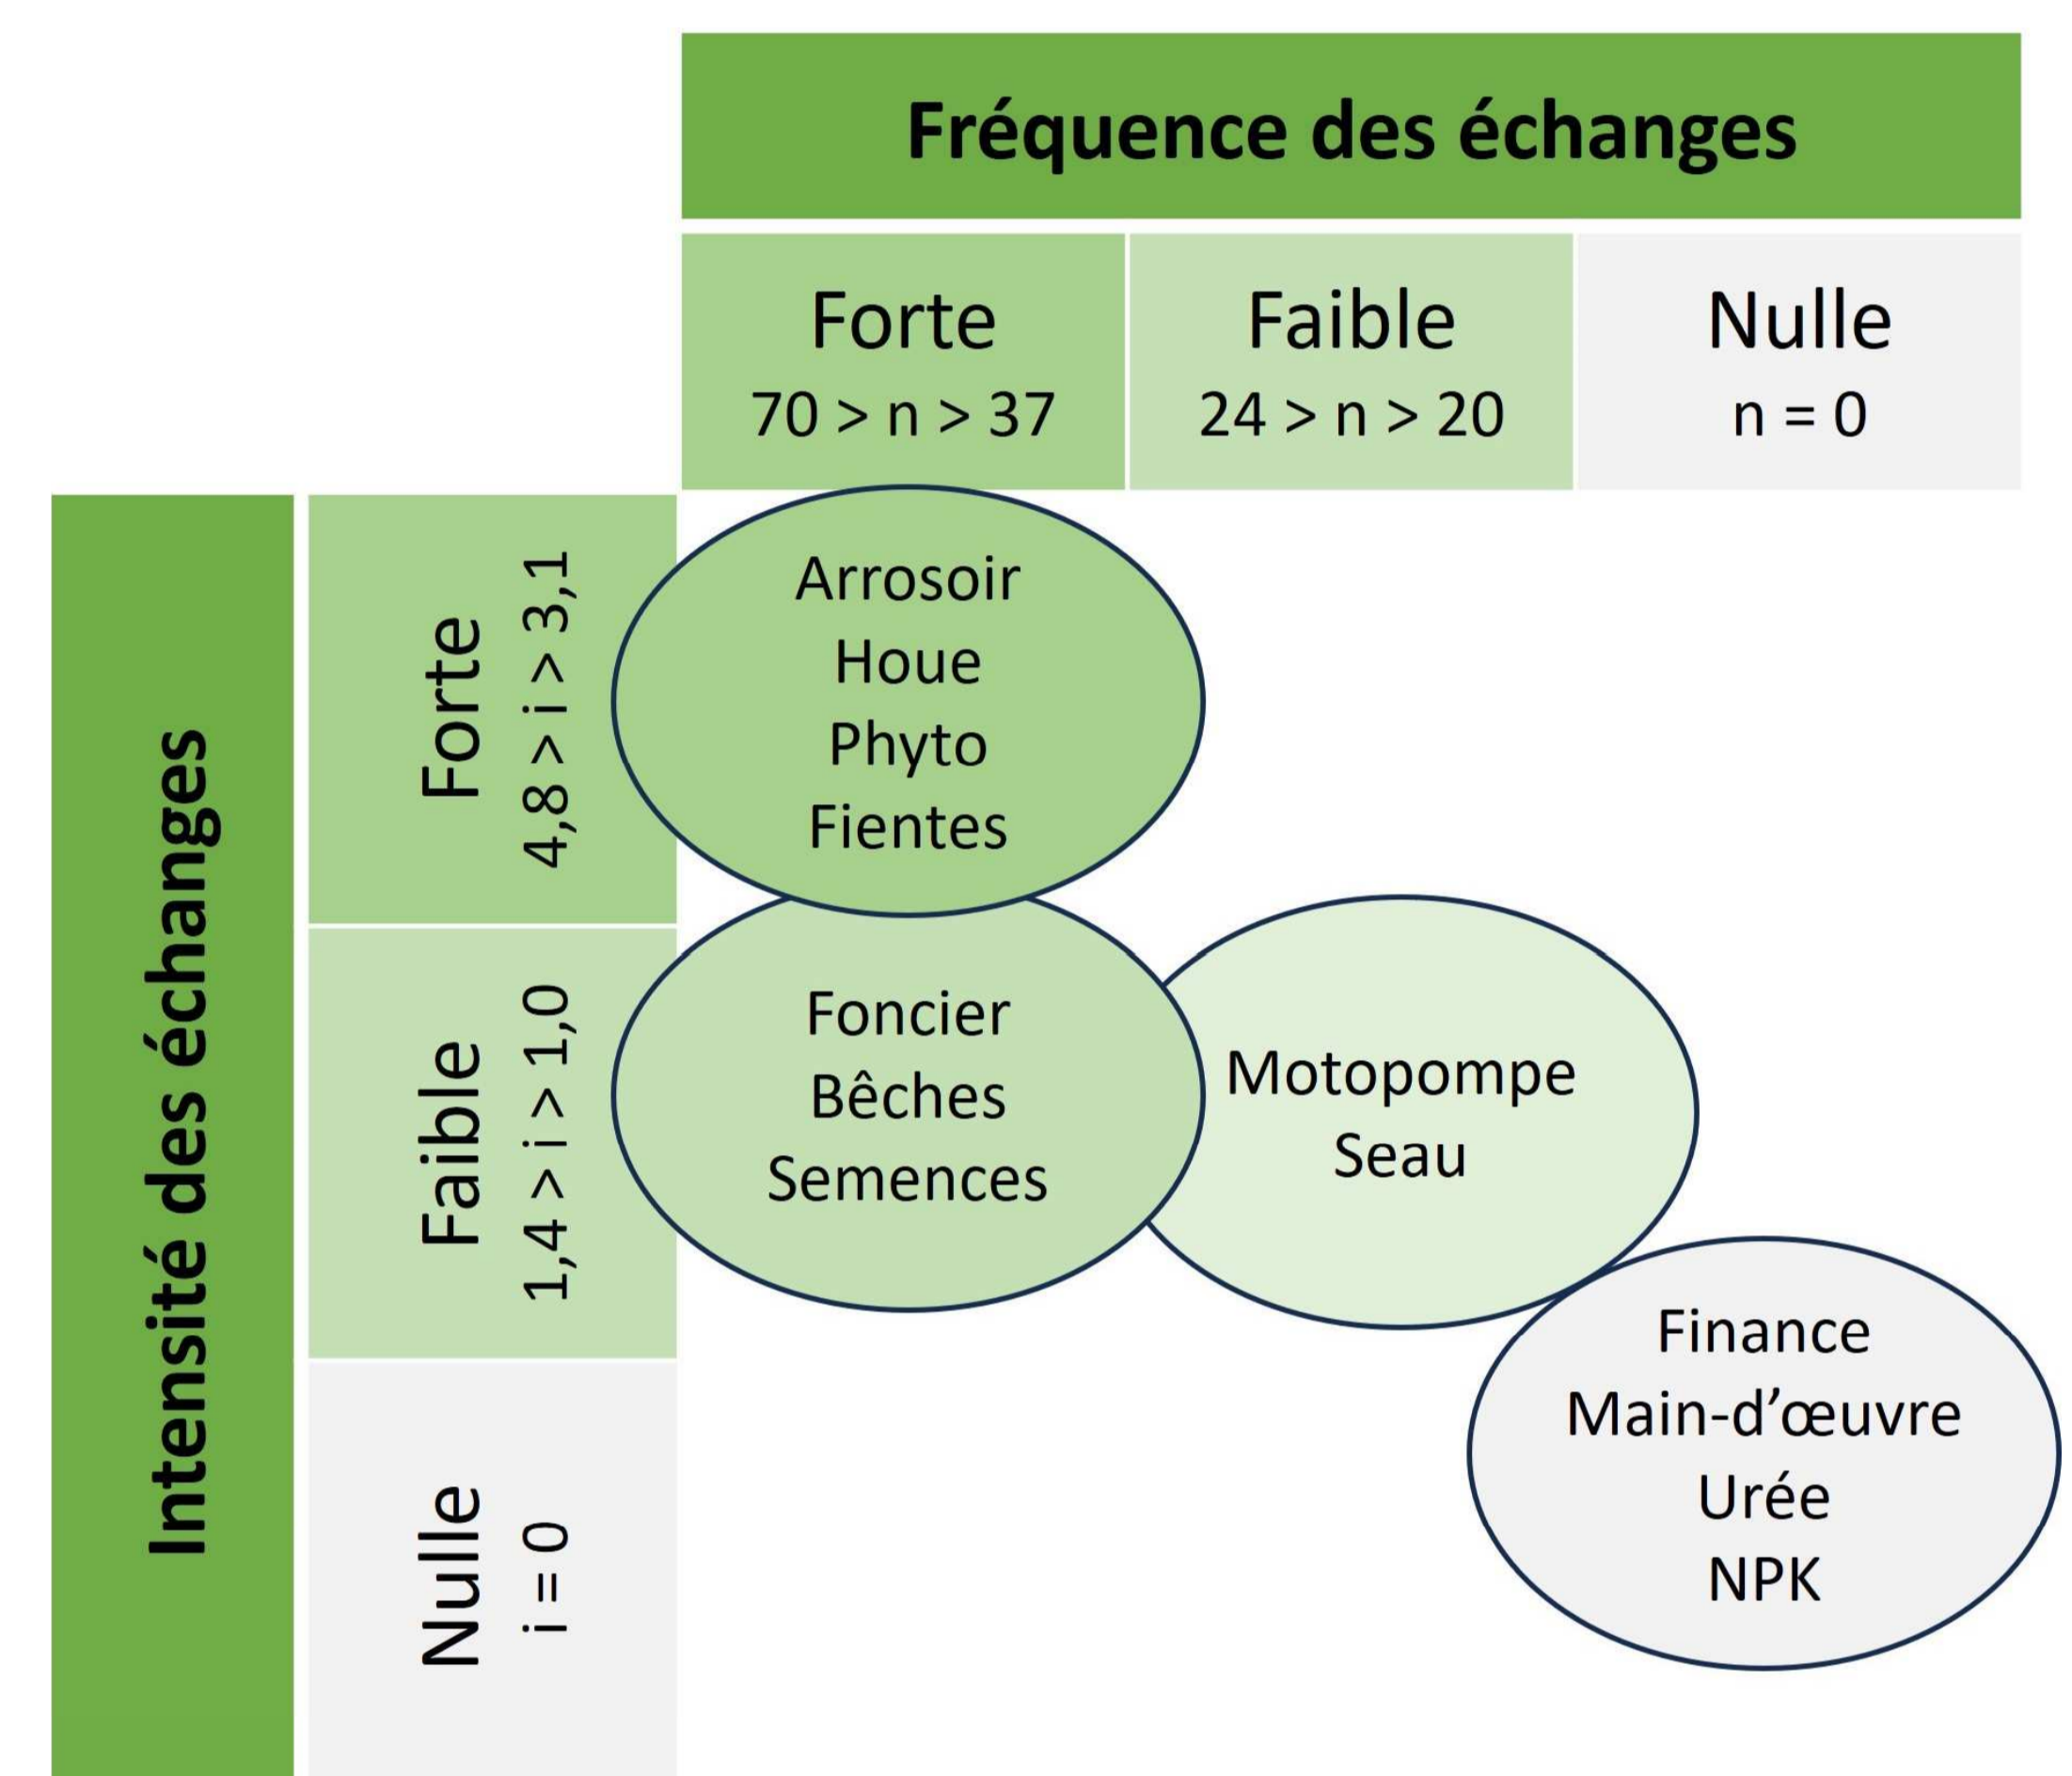 Fréquence des échanges
Forte
70 > n > 37
Faible
24 > n > 20
Nulle
n = 0
Intensité des échanges
Forte
4,8 > i > 3,1
Faible
1,4 > i > 1,0
Nulle
i = 0
Arrosoir
Houe
Phyto
Fientes
Foncier
Bêches
Semences
Motopompe
Seau
Finance
Main-d’œuvre
Urée
NPK